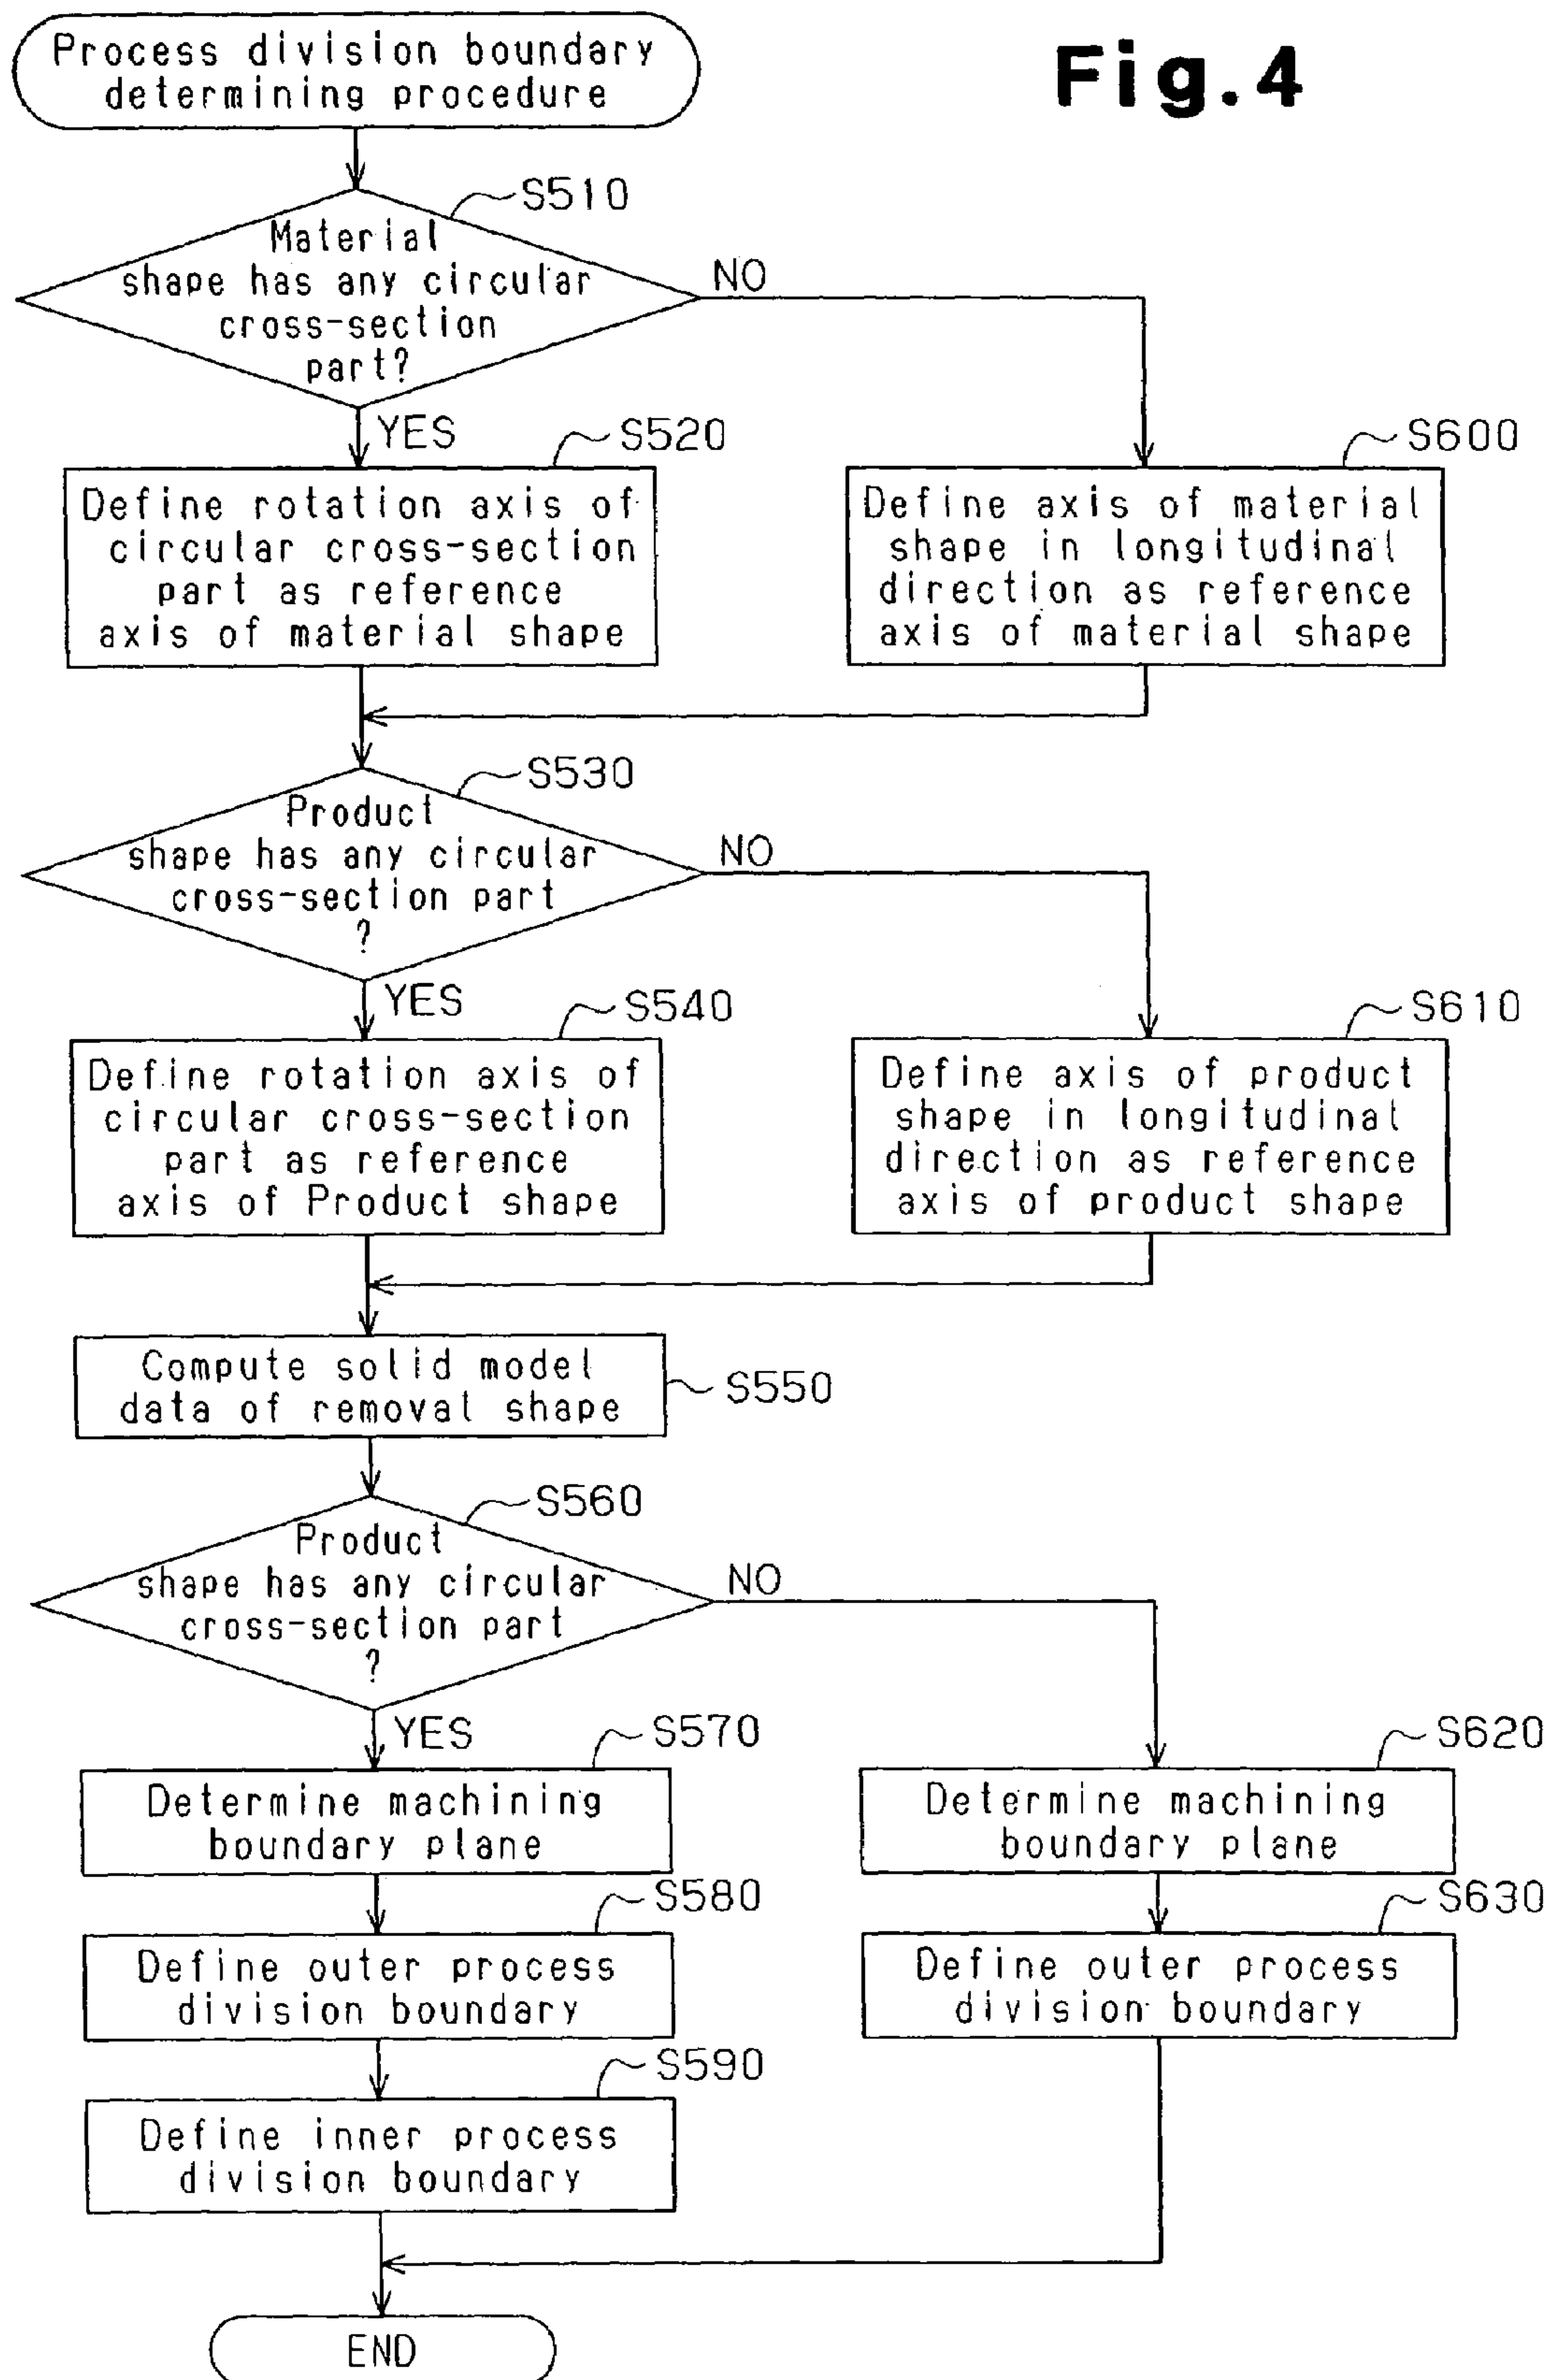 Process division boundary
determining procedure
Fig.4
S510
Material
shape has any circular
cross-section
part?
NO
YES
S520
S600
Define rotation axis of
circular cross-section
part as reference
axis of material shape
Define axis of material
shape in longitudinal
direction as reference
axis of material shape
S530
Product
shape has any circular
cross-section part
?
NO
YES
S540
S610
Define rotation axis of
circular cross-section
part as reference
axis of Product shape
Define axis of product
shape in longitudinal
direction as reference
axis of product shape
Compute solid model
data of removal shape
S550
S560
Product
shape has any circular
cross-section part
?
NO
YES
S570
S620
Determine machining
boundary plane
Determine machining
boundary plane
S580
S630
Define outer process
division boundary
Define outer process
division boundary
S590
Define inner process
division boundary
END